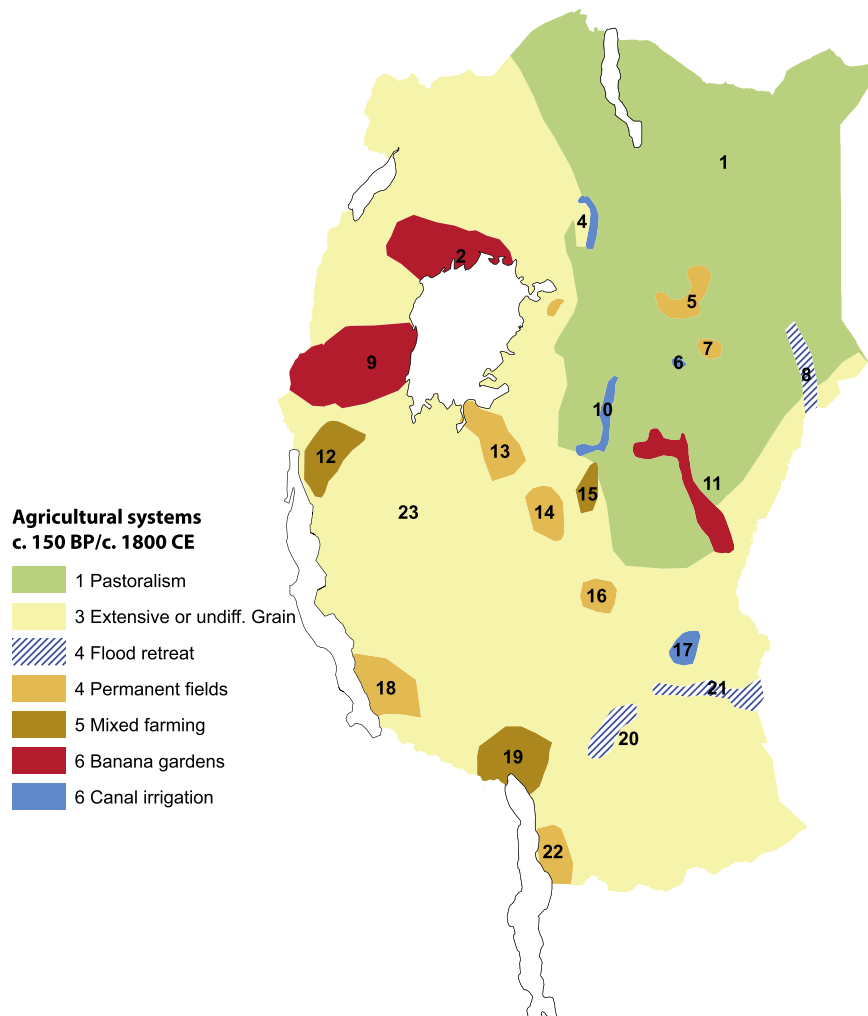 1
4
2
5
7
6
8
9
10
11
13
12
15
14
23
16
17
18
21
20
19
22
Agricultural systems
c. 150 BP/c. 1800 CE
1 Pastoralism
3 Extensive or undiff. Grain
4 Flood retreat
4 Permanent fields
5 Mixed farming
6 Banana gardens
6 Canal irrigation